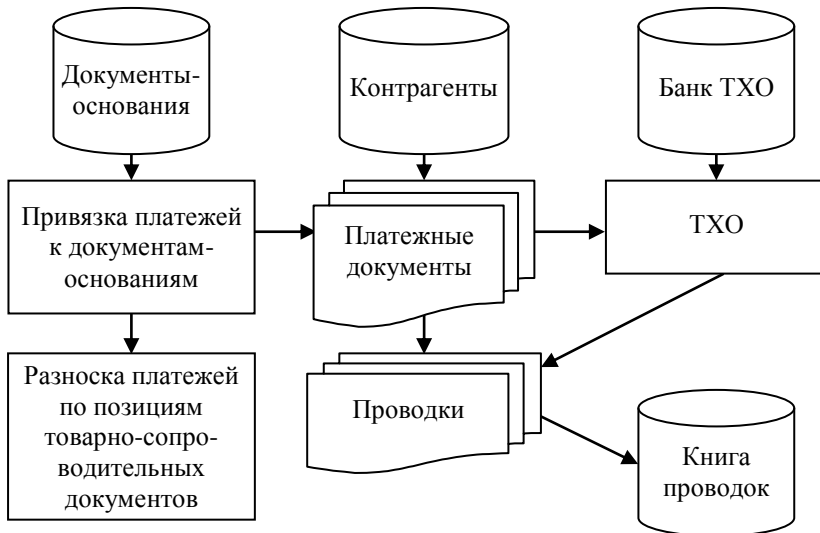 Документы-
основания
Контрагенты
Банк ТХО
Привязка платежей
к документам-
основаниям
Платежные
документы
ТХО
Разноска платежей
по позициям
товарно-сопро-
водительных
документов
Проводки
Книга
проводок